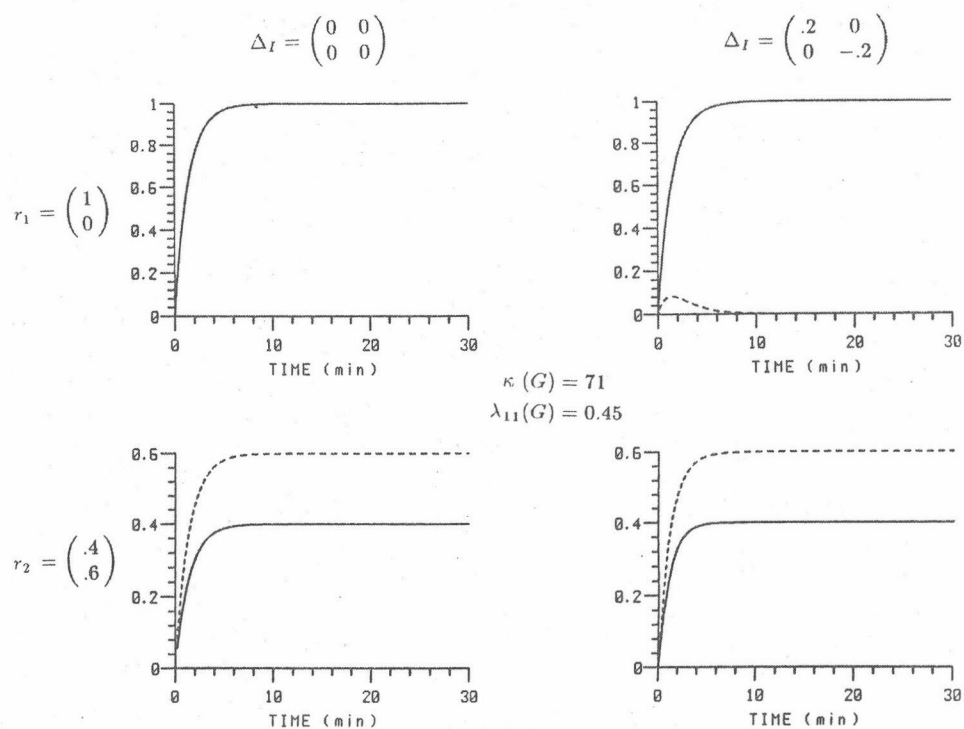 Δ_I = (0 0; 0 0)
Δ_I = (.2 0; 0 -.2)
r_1 = (1; 0)
1
0.8
0.6
0.4
0.2
0
0 10 20 30
TIME (min)
1
0.8
0.6
0.4
0.2
0
0 10 20 30
TIME (min)
κ (G) = 71
λ_11(G) = 0.45
r_2 = (.4; .6)
0.6
0.4
0.2
0
0 10 20 30
TIME (min)
0.6
0.4
0.2
0
0 10 20 30
TIME (min)